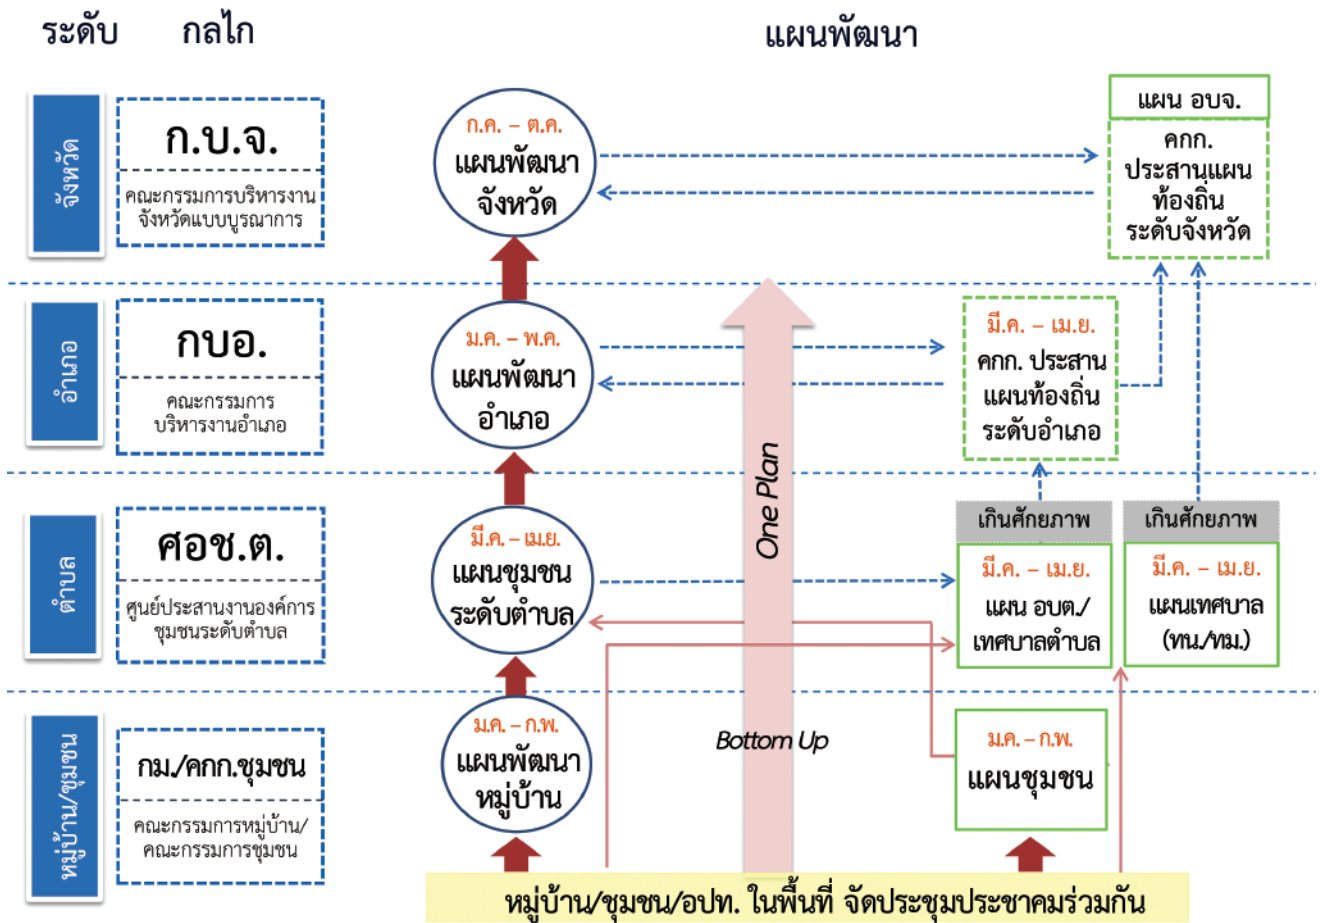 ระดับ กลไก แผนพัฒนา
จังหวัด
ก.บ.จ.
คณะกรรมการบริหารงาน
จังหวัดแบบบูรณาการ
ก.ค. – ต.ค.
แผนพัฒนา
จังหวัด
แผน อบจ.
คกก.
ประสานแผน
ท้องถิ่น
ระดับจังหวัด
อำเภอ
กบอ.
คณะกรรมการ
บริหารงานอำเภอ
ม.ค. – พ.ค.
แผนพัฒนา
อำเภอ
มี.ค. – เม.ย.
คกก. ประสาน
แผนท้องถิ่น
ระดับอำเภอ
One Plan
ตำบล
ศอช.ต.
ศูนย์ประสานงานองค์การ
ชุมชนระดับตำบล
มี.ค. – เม.ย.
แผนชุมชน
ระดับตำบล
เกินศักยภาพ
มี.ค. – เม.ย.
แผน อบต./
เทศบาลตำบล
เกินศักยภาพ
มี.ค. – เม.ย.
แผนเทศบาล
(ทน./ทม.)
หมู่บ้าน/ชุมชน
กม./คกก.ชุมชน
คณะกรรมการหมู่บ้าน/
คณะกรรมการชุมชน
ม.ค. – ก.พ.
แผนพัฒนา
หมู่บ้าน
Bottom Up
ม.ค. – ก.พ.
แผนชุมชน
หมู่บ้าน/ชุมชน/อปท. ในพื้นที่ จัดประชุมประชาคมร่วมกัน